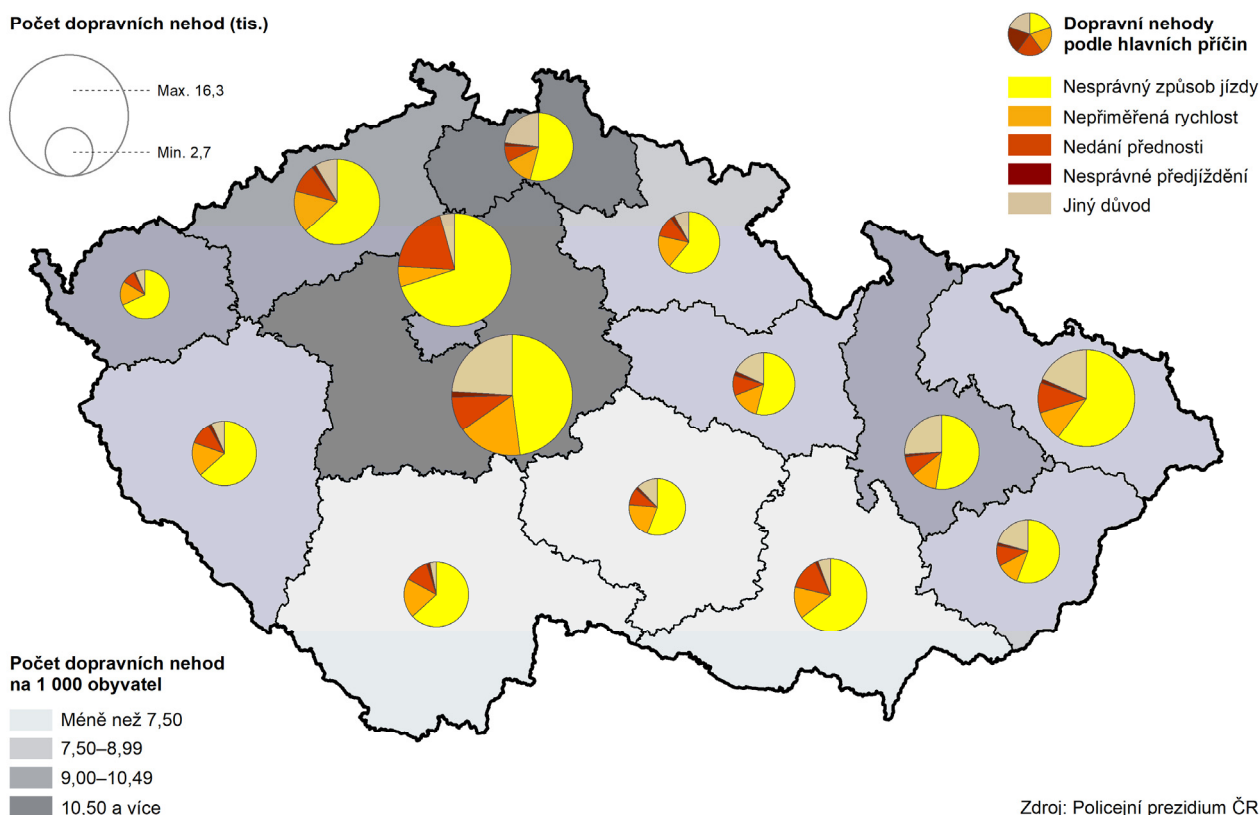 Počet dopravních nehod (tis.)
Max. 16,3
Min. 2,7
Dopravní nehody
podle hlavních příčin
Nesprávný způsob jízdy
Nepřiměřená rychlost
Nedání přednosti
Nesprávné předjíždění
Jiný důvod
Počet dopravních nehod
na 1 000 obyvatel
Méně než 7,50
7,50–8,99
9,00–10,49
10,50 a více
Zdroj: Policejní prezidium ČR